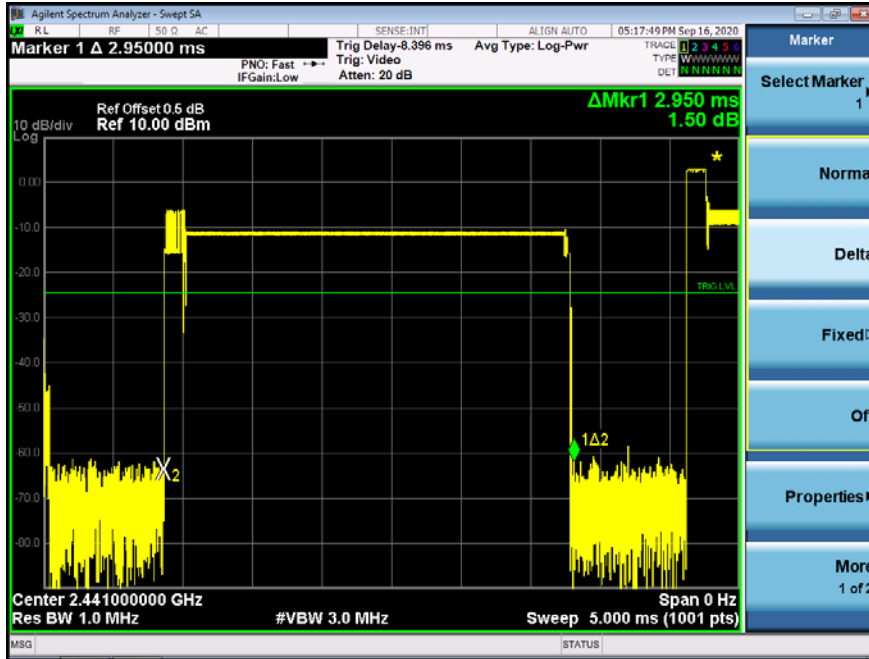 Agilent Spectrum Analyzer - Swept SA
RL RF 50 Ω AC SENSE:INT ALIGN AUTO 05:17:49 PM Sep 16, 2020
Marker 1 Δ 2.95000 ms
Trig Delay-8.396 ms Avg Type: Log-Pwr
TRACE 1 2 3 4 5 6
PNO: Fast Trig: Video
TYPE WWWWWW
IFGain:Low Atten: 20 dB
DET N N N N N N
Marker
Select Marker
1
Norma
Delta
Fixed
Of
Properties
More
1 of 2
ΔMkr1 2.950 ms
1.50 dB
Ref Offset 0.5 dB
10 dB/div Ref 10.00 dBm
Log
0.00
-10.0
-20.0
TRIG LVL
-30.0
-40.0
-50.0
1Δ2
-60.0
X2
-70.0
-80.0
Center 2.441000000 GHz Span 0 Hz
Res BW 1.0 MHz #VBW 3.0 MHz Sweep 5.000 ms (1001 pts)
MSG STATUS